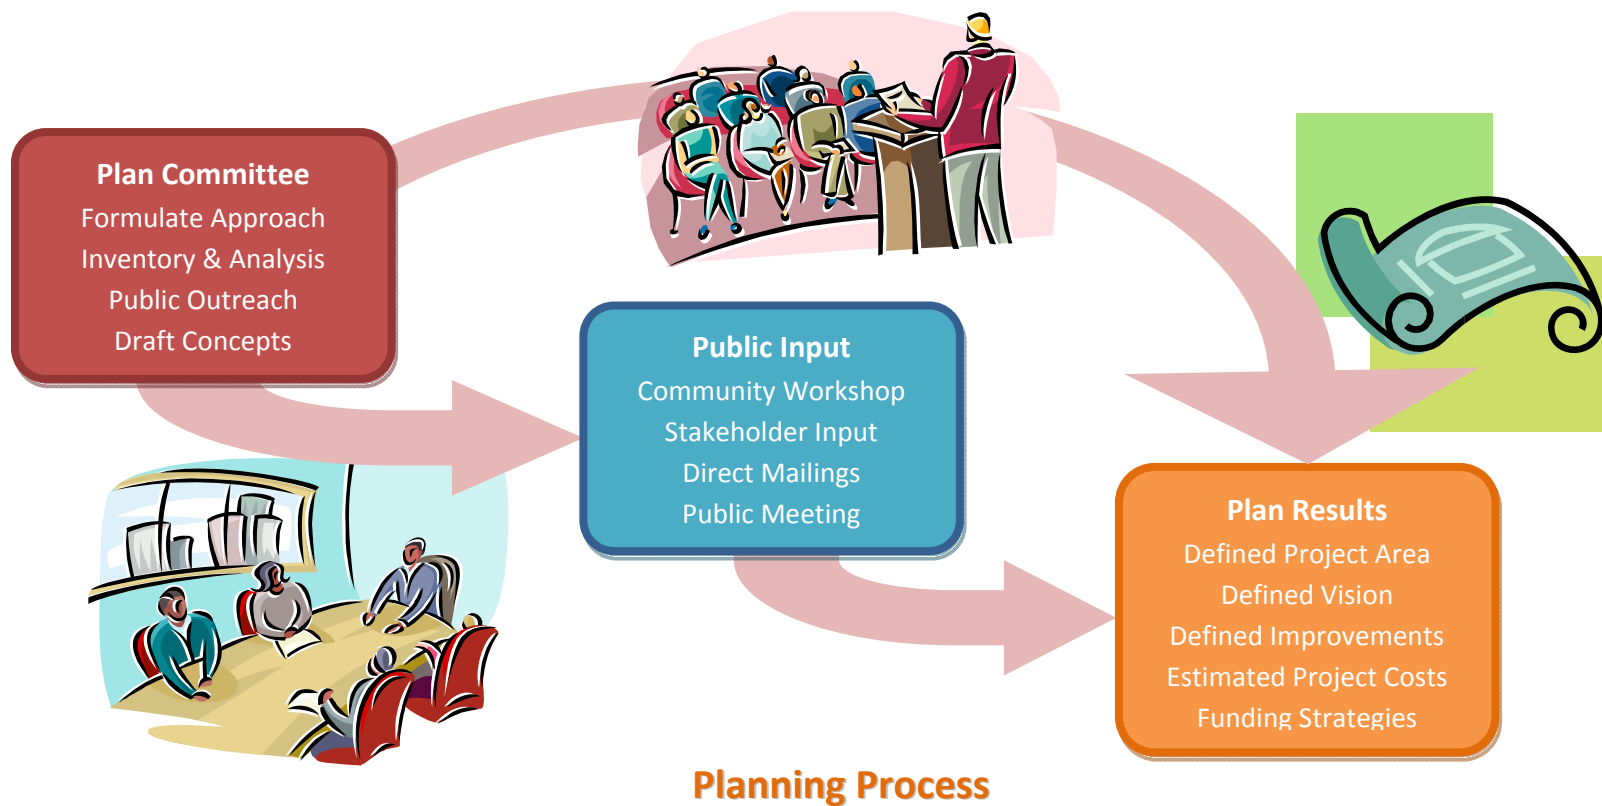 Plan Committee
Formulate Approach
Inventory & Analysis
Public Outreach
Draft Concepts
Public Input
Community Workshop
Stakeholder Input
Direct Mailings
Public Meeting
Plan Results
Defined Project Area
Defined Vision
Defined Improvements
Estimated Project Costs
Funding Strategies
Planning Process